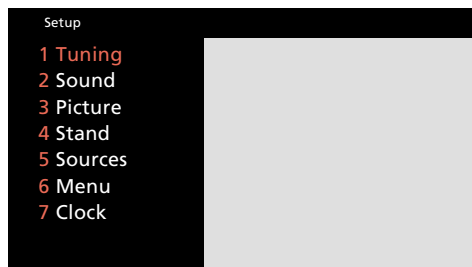 Setup
1 Tuning
2 Sound
3 Picture
4 Stand
5 Sources
6 Menu
7 Clock